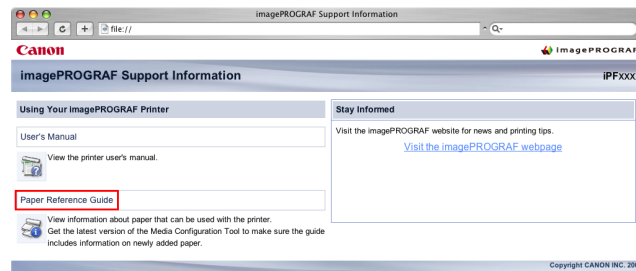 imagePROGRAF Support Information
file://
Canon
imagePROGRAF
imagePROGRAF Support Information
iPFxxx
Using Your imagePROGRAF Printer
User's Manual
View the printer user's manual.
Paper Reference Guide
View information about paper that can be used with the printer.
Get the latest version of the Media Configuration Tool to make sure the guide
includes information on newly added paper.
Stay Informed
Visit the imagePROGRAF website for news and printing tips.
Visit the imagePROGRAF webpage
Copyright CANON INC. 200